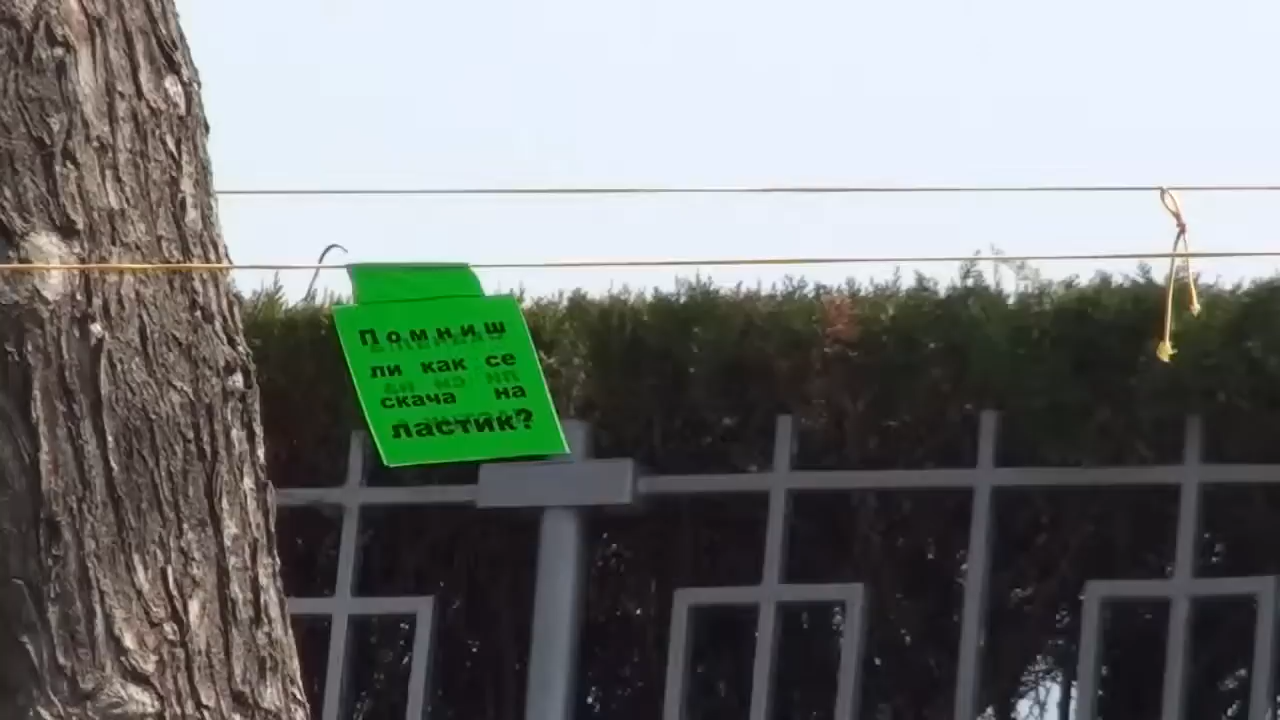 Помниш
ли как се
скача на
ластик?